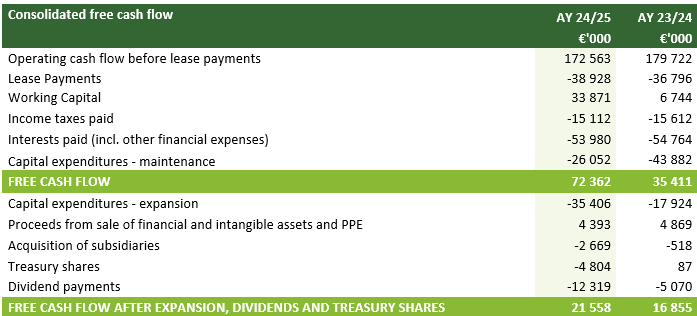 Consolidated free cash flow AY 24/25 AY 23/24
€'000 €'000
Operating cash flow before lease payments 172 563 179 722
Lease Payments -38 928 -36 796
Working Capital 33 871 6 744
Income taxes paid -15 112 -15 612
Interests paid (incl. other financial expenses) -53 980 -54 764
Capital expenditures - maintenance -26 052 -43 882
FREE CASH FLOW 72 362 35 411
Capital expenditures - expansion -35 406 -17 924
Proceeds from sale of financial and intangible assets and PPE 4 393 4 869
Acquisition of subsidiaries -2 669 -518
Treasury shares -4 804 87
Dividend payments -12 319 -5 070
FREE CASH FLOW AFTER EXPANSION, DIVIDENDS AND TREASURY SHARES 21 558 16 855